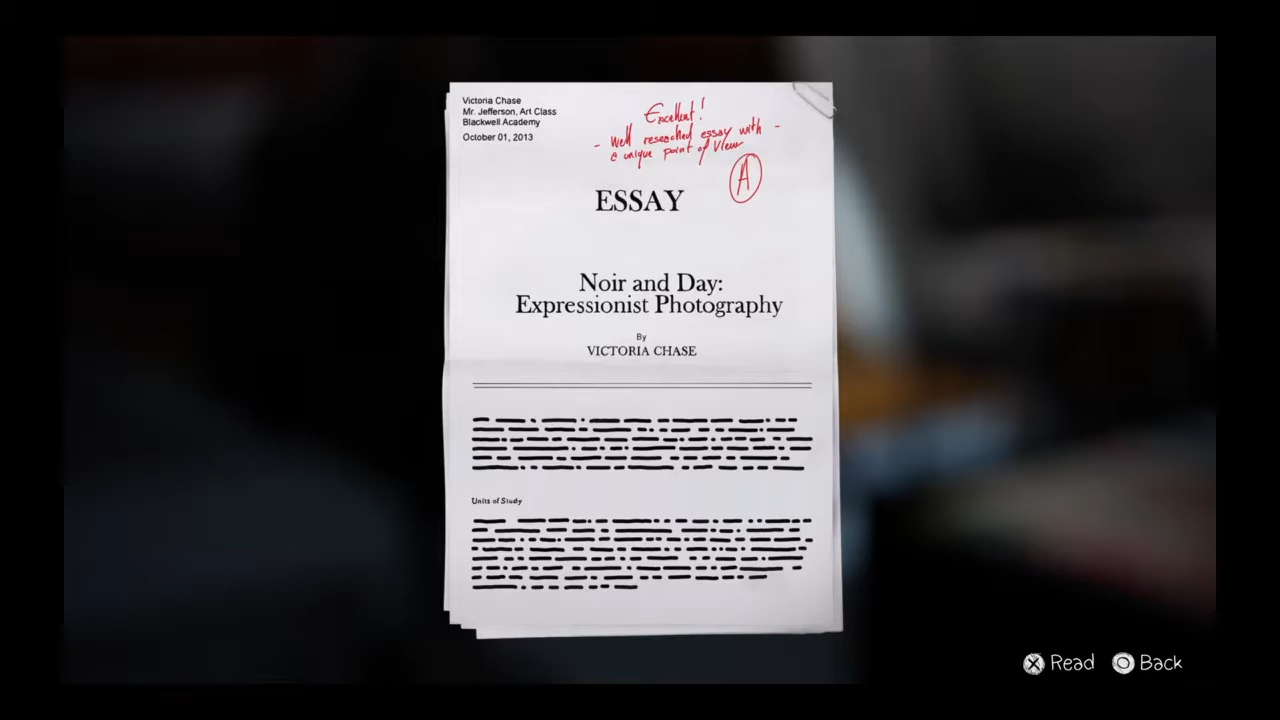 Victoria Chase
Mr. Jefferson, Art Class
Blackwell Academy
October 01, 2013
Excellent!
- Well reseached essay with -
a unique point of view
A
ESSAY
Noir and Day:
Expressionist Photography
By
VICTORIA CHASE
Units of Study
Read Back